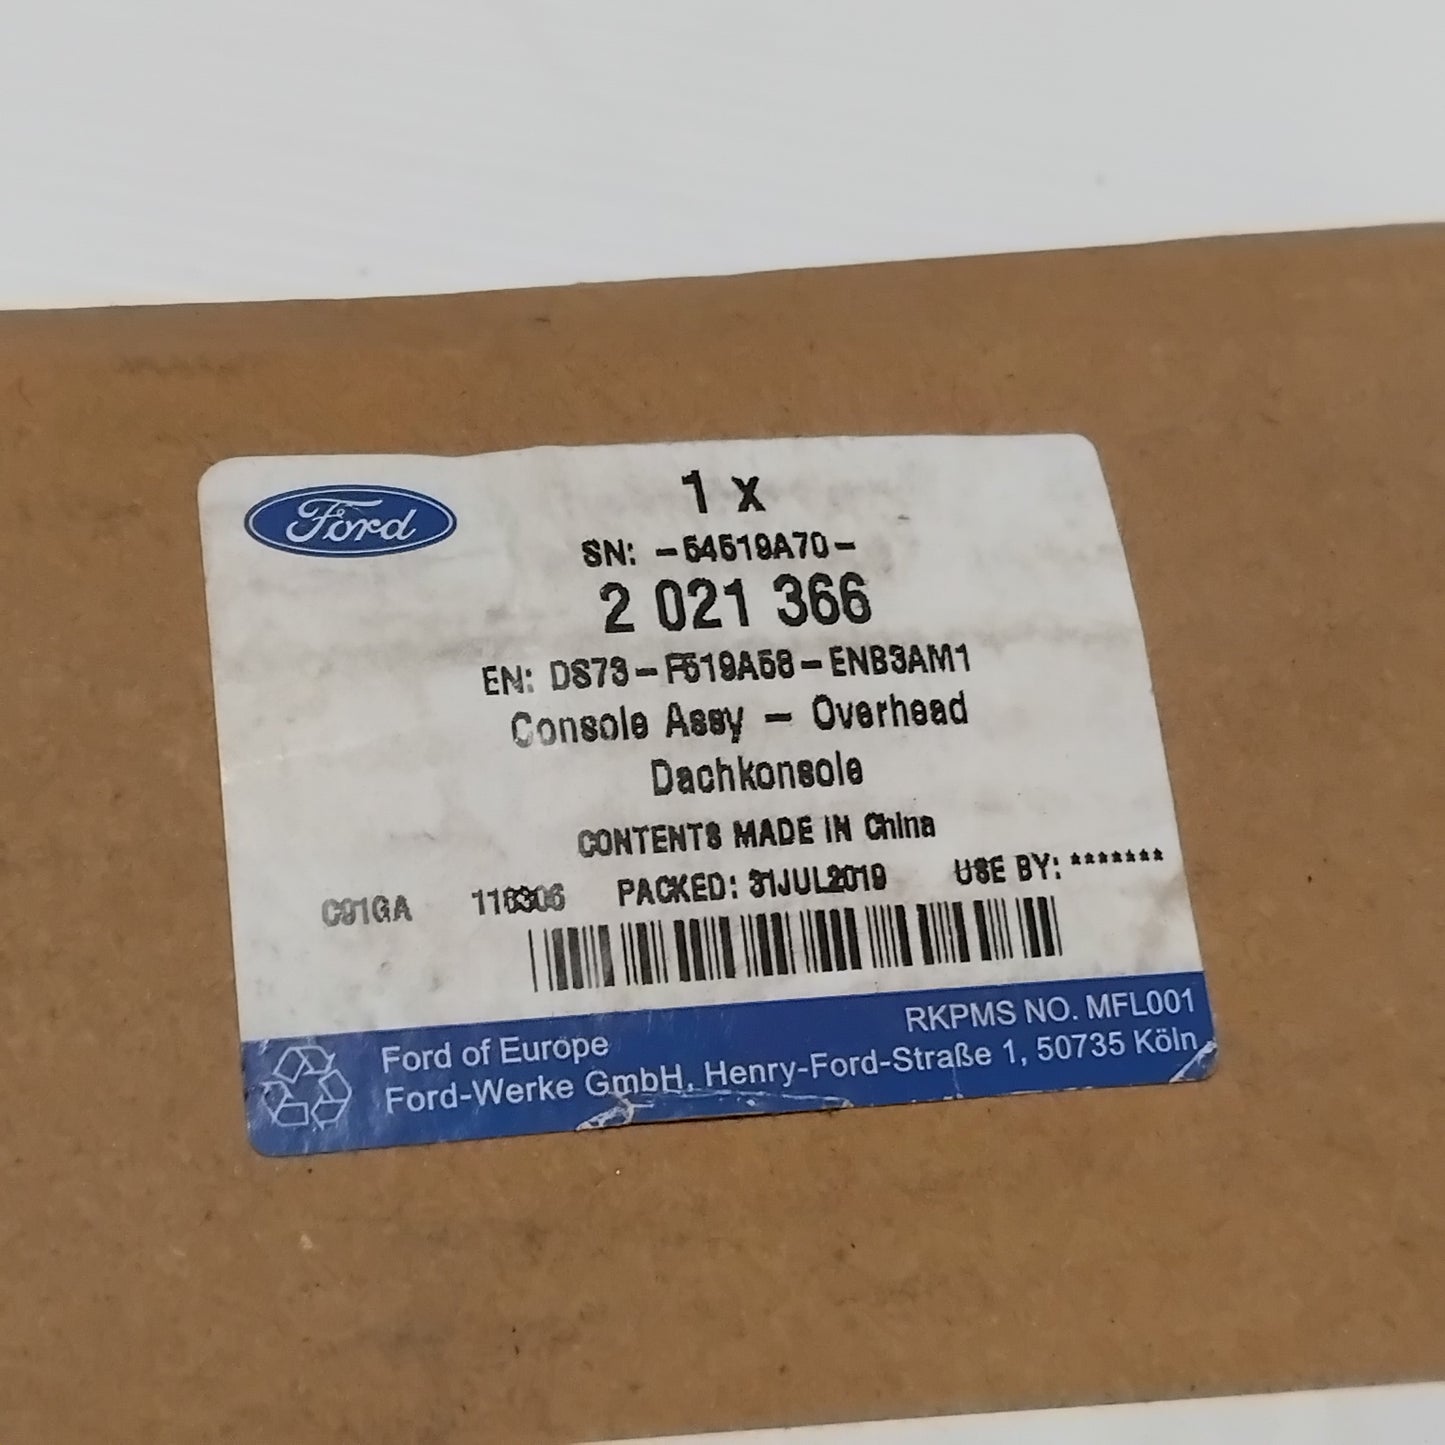 Ford
1 x
SN: -54519A70-
2 021 366
EN: DS73-F519A58-ENB3AM1
Console Assy - Overhead
Dachkonsole
CONTENTS MADE IN China
C91GA 116306 PACKED: 31JUL2019 USE BY: *******
RKPMS NO. MFL001
Ford of Europe
Ford-Werke GmbH, Henry-Ford-Straße 1, 50735 Köln